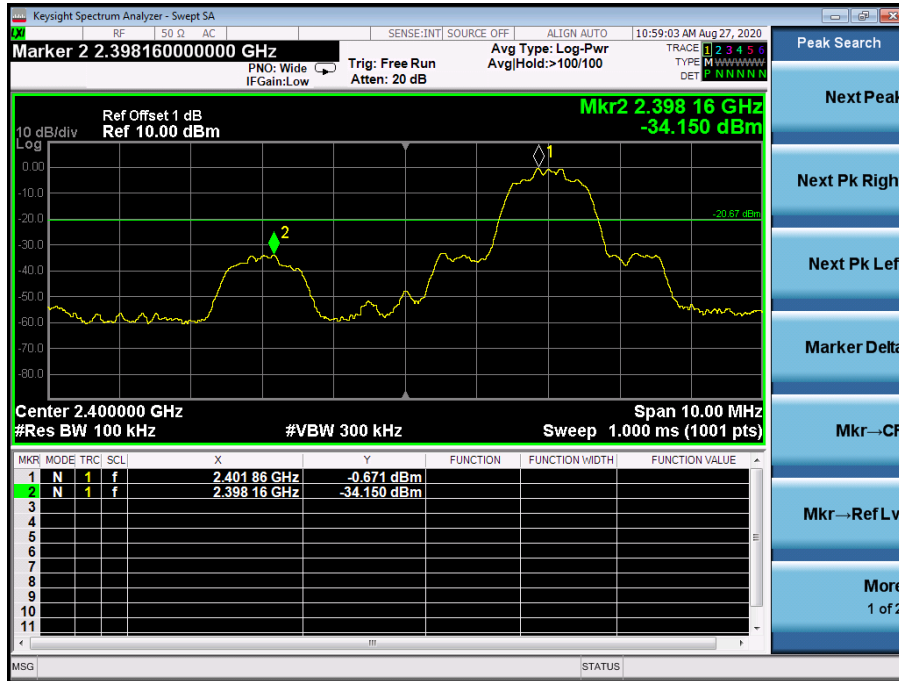 Keysight Spectrum Analyzer - Swept SA
LXI RF 50 Ω AC SENSE:INT SOURCE OFF ALIGN AUTO 10:59:03 AM Aug 27, 2020
Marker 2 2.398160000000 GHz
PNO: Wide
IFGain:Low
Trig: Free Run
Atten: 20 dB
Avg Type: Log-Pwr
Avg|Hold:>100/100
TRACE 1 2 3 4 5 6
TYPE M W W W W W
DET P N N N N N
Mkr2 2.398 16 GHz
-34.150 dBm
Ref Offset 1 dB
10 dB/div Ref 10.00 dBm
Log
1
0.00
-10.0
-20.0
-20.67 dBm
2
-30.0
-40.0
-50.0
-60.0
-70.0
-80.0
Center 2.400000 GHz Span 10.00 MHz
#Res BW 100 kHz #VBW 300 kHz Sweep 1.000 ms (1001 pts)
MKR MODE TRC SCL X Y FUNCTION FUNCTION WIDTH FUNCTION VALUE
1 N 1 f 2.401 86 GHz -0.671 dBm
2 N 1 f 2.398 16 GHz -34.150 dBm
3
4
5
6
7
8
9
10
11
MSG STATUS
Peak Search
Next Peak
Next Pk Righ
Next Pk Lef
Marker Delta
Mkr→CF
Mkr→Ref Lv
More
1 of 2